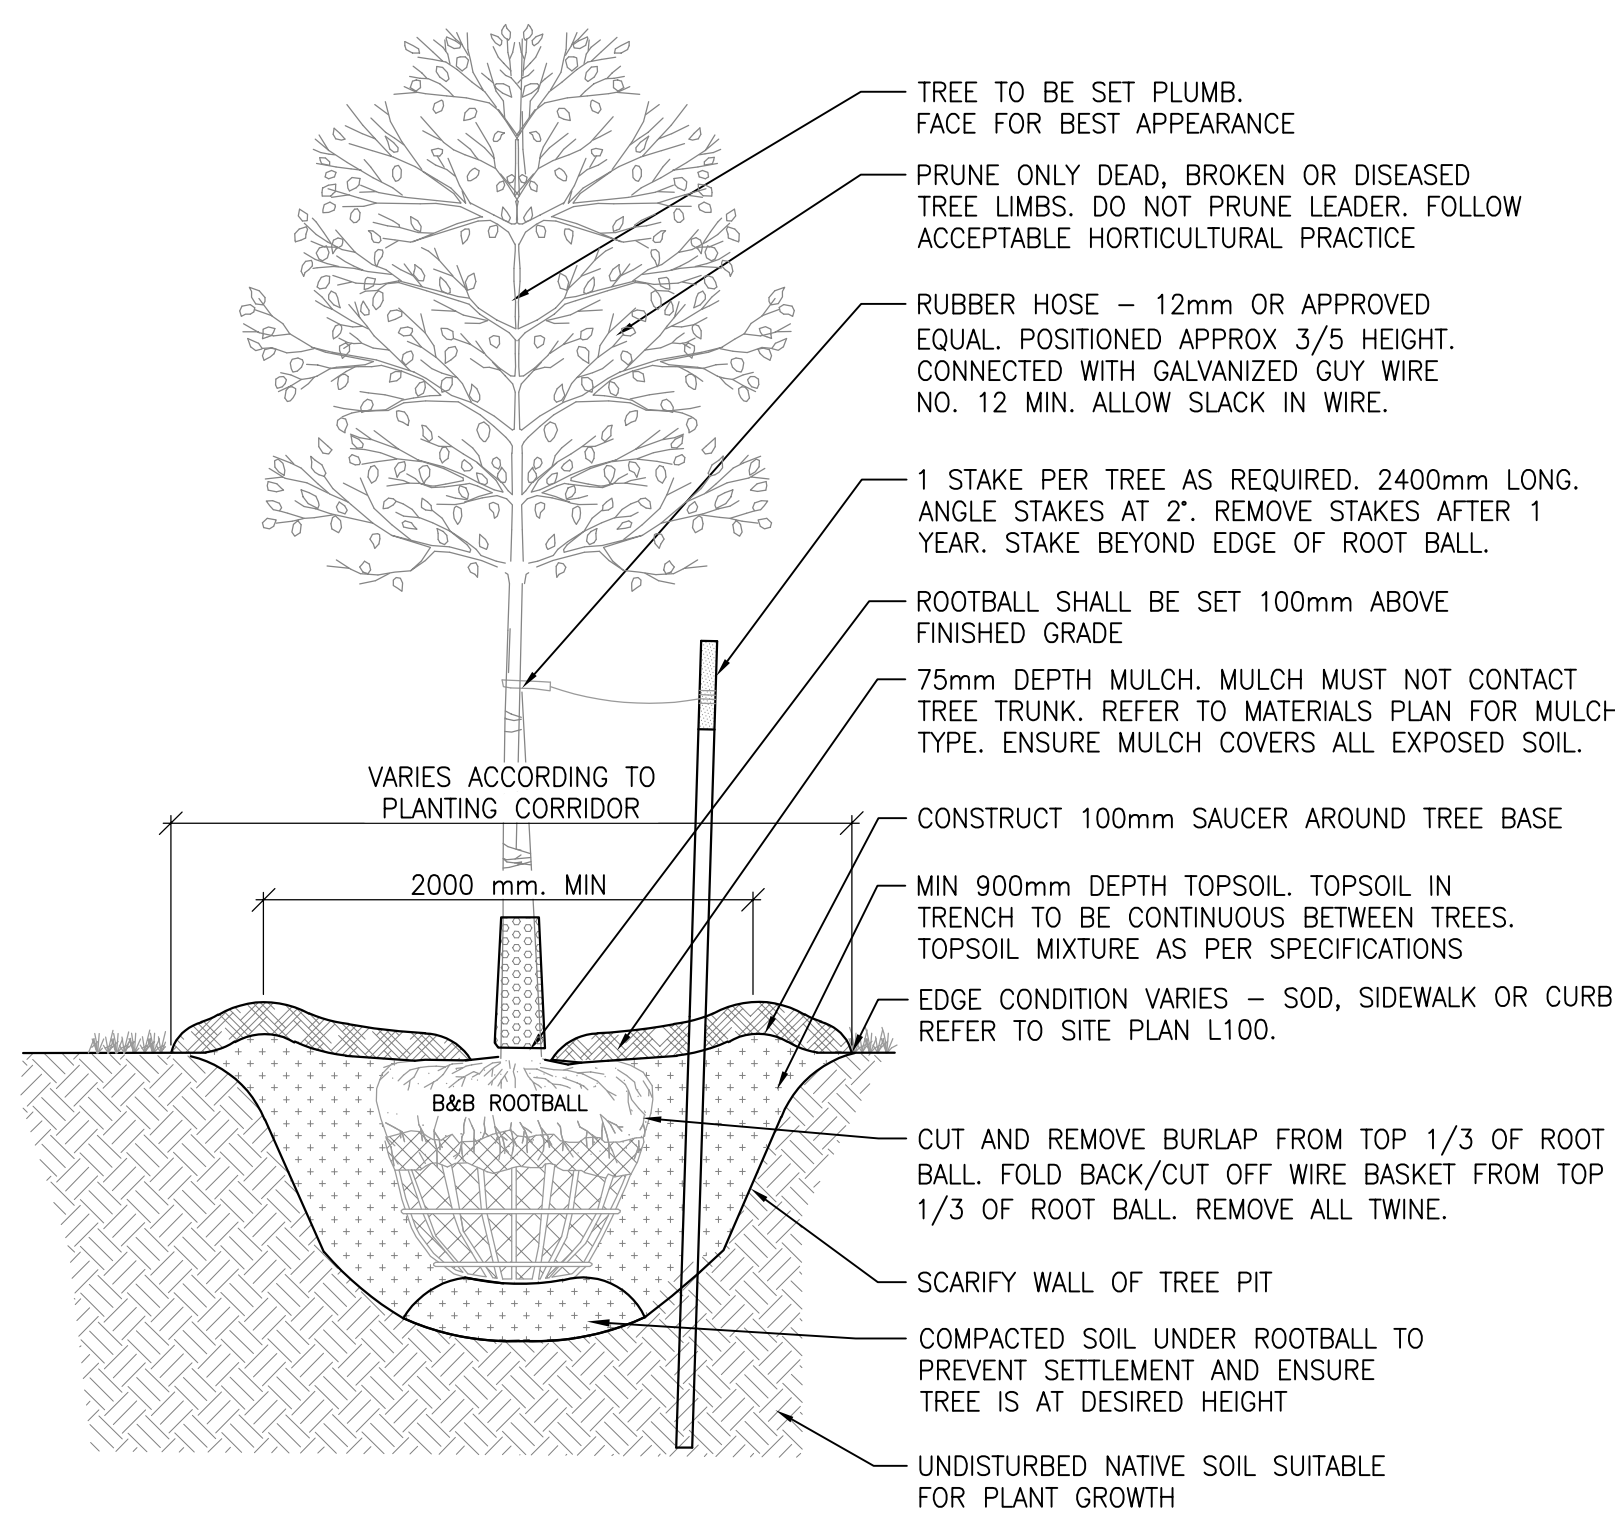 TREE TO BE SET PLUMB.
FACE FOR BEST APPEARANCE
PRUNE ONLY DEAD, BROKEN OR DISEASED
TREE LIMBS. DO NOT PRUNE LEADER. FOLLOW
ACCEPTABLE HORTICULTURAL PRACTICE
RUBBER HOSE – 12mm OR APPROVED
EQUAL. POSITIONED APPROX 3/5 HEIGHT.
CONNECTED WITH GALVANIZED GUY WIRE
NO. 12 MIN. ALLOW SLACK IN WIRE.
1 STAKE PER TREE AS REQUIRED. 2400mm LONG.
ANGLE STAKES AT 2°. REMOVE STAKES AFTER 1
YEAR. STAKE BEYOND EDGE OF ROOT BALL.
ROOTBALL SHALL BE SET 100mm ABOVE
FINISHED GRADE
75mm DEPTH MULCH. MULCH MUST NOT CONTACT
TREE TRUNK. REFER TO MATERIALS PLAN FOR MULCH
TYPE. ENSURE MULCH COVERS ALL EXPOSED SOIL.
VARIES ACCORDING TO
PLANTING CORRIDOR
CONSTRUCT 100mm SAUCER AROUND TREE BASE
2000 mm. MIN
MIN 900mm DEPTH TOPSOIL. TOPSOIL IN
TRENCH TO BE CONTINUOUS BETWEEN TREES.
TOPSOIL MIXTURE AS PER SPECIFICATIONS
EDGE CONDITION VARIES – SOD, SIDEWALK OR CURB
REFER TO SITE PLAN L100.
B&B ROOTBALL
CUT AND REMOVE BURLAP FROM TOP 1/3 OF ROOT
BALL. FOLD BACK/CUT OFF WIRE BASKET FROM TOP
1/3 OF ROOT BALL. REMOVE ALL TWINE.
SCARIFY WALL OF TREE PIT
COMPACTED SOIL UNDER ROOTBALL TO
PREVENT SETTLEMENT AND ENSURE
TREE IS AT DESIRED HEIGHT
UNDISTURBED NATIVE SOIL SUITABLE
FOR PLANT GROWTH